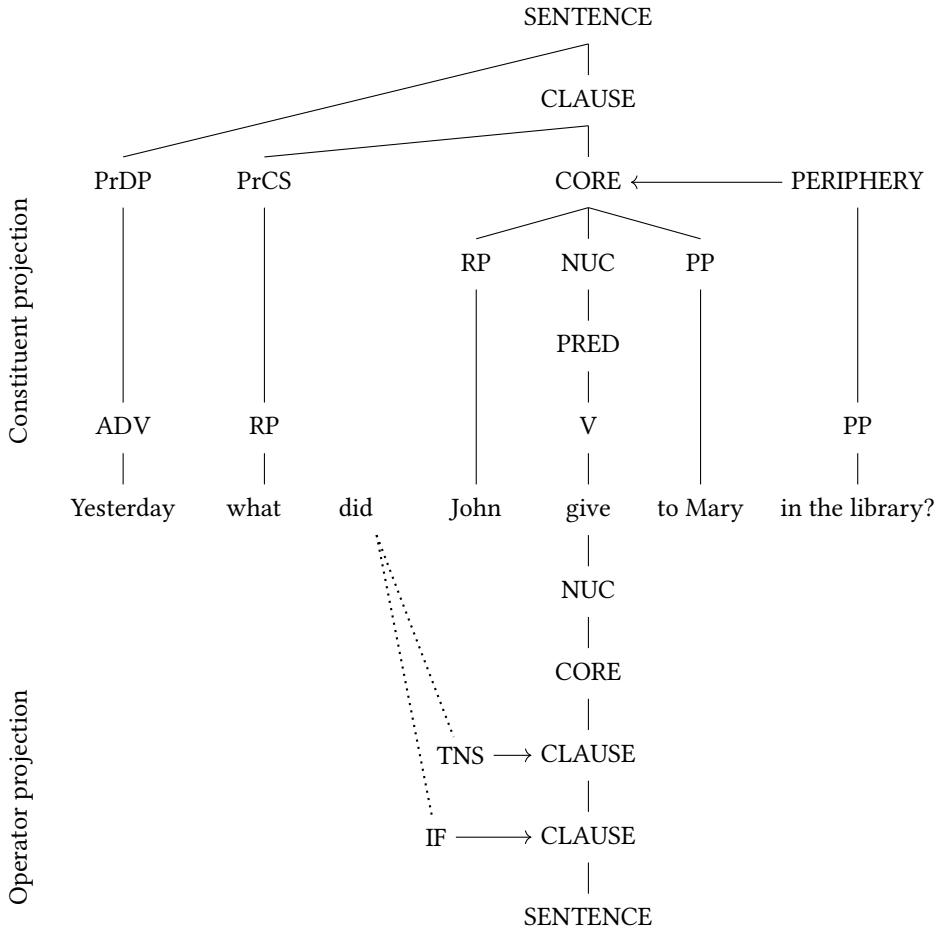 SENTENCE
CLAUSE
PrDP PrCS CORE PERIPHERY
RP NUC PP
PRED
ADV RP V PP
Yesterday what did John give to Mary in the library?
NUC
CORE
TNS CLAUSE
IF CLAUSE
SENTENCE
Constituent projection
Operator projection